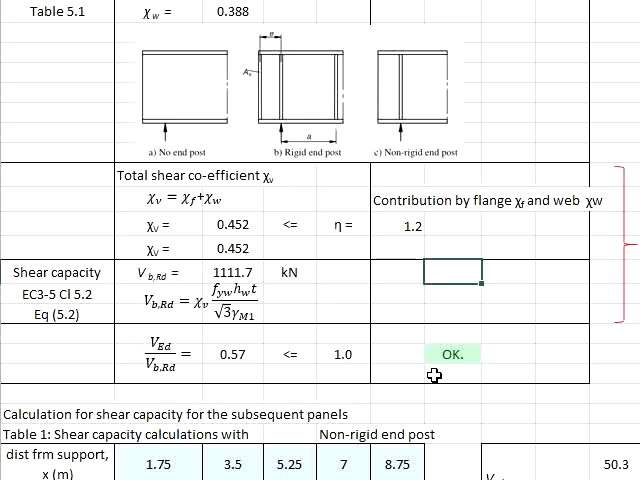 Table 5.1 χw = 0.388
e
As
a
a) No end post b) Rigid end post c) Non-rigid end post
Total shear co-efficient χv
χv = χf+χw
Contribution by flange χf and web χw
χv = 0.452 <= η = 1.2
χv = 0.452
Shear capacity V b,Rd = 1111.7 kN
EC3-5 Cl 5.2
Eq (5.2)
Vb,Rd = χv fyw hw t / √3 γM1
VEd / Vb,Rd = 0.57 <= 1.0 OK.
Calculation for shear capacity for the subsequent panels
Table 1: Shear capacity calculations with Non-rigid end post
dist frm support, x (m) 1.75 3.5 5.25 7 8.75 50.3